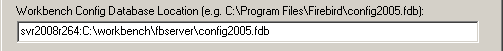 Workbench Config Database Location (e.g. C:\Program Files\Firebird\config2005.fdb):
svr2008r264:C:\workbench\fbserver\config2005.fdb